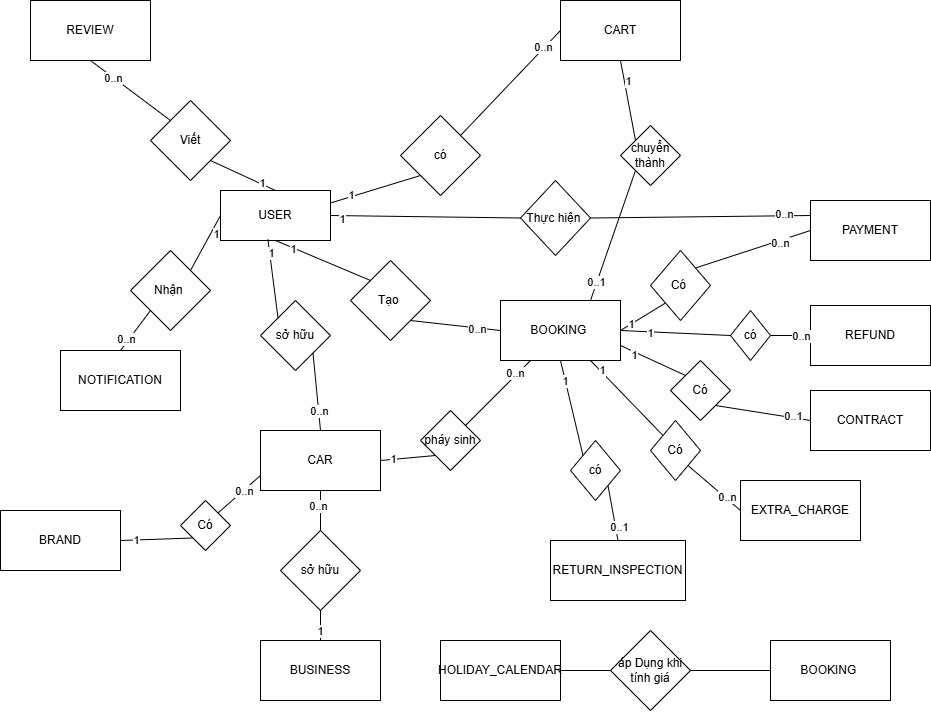 REVIEW
CART
0..n
0..n
1
Viết
có
chuyển
thành
1
1
USER
1
Thực hiện
0..n
PAYMENT
1
1
1
0..n
Nhận
Tạo
0..1
Có
sở hữu
0..n
BOOKING
1
1
có
0..n
REFUND
0..n
NOTIFICATION
0..n
1
1
1
Có
CONTRACT
0..n
0..1
pháy sinh
CAR
1
Có
có
0..n
0..n
0..n
EXTRA_CHARGE
BRAND
1
Có
0..1
sở hữu
RETURN_INSPECTION
1
BUSINESS
HOLIDAY_CALENDAR
áp Dụng khi
tính giá
BOOKING